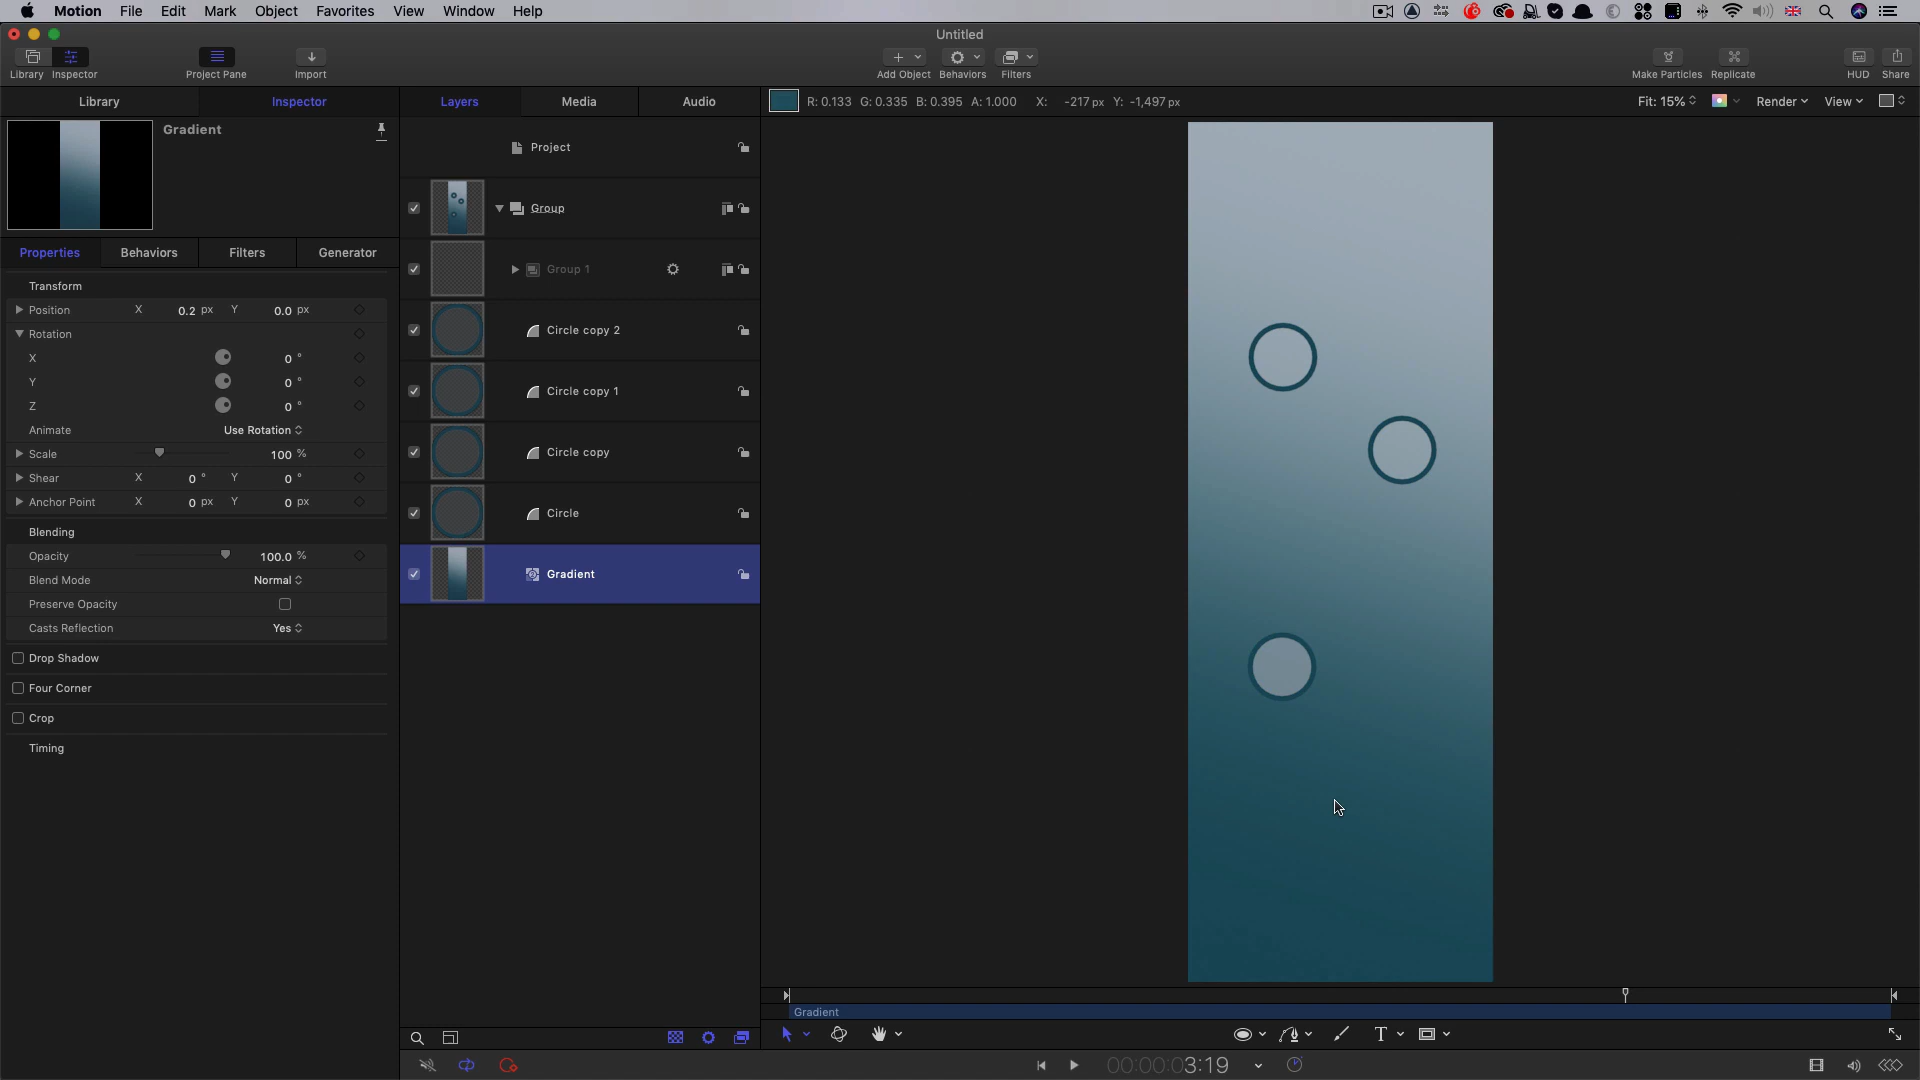 Motion File Edit Mark Object Favorites View Window Help
Untitled
Library Inspector Project Pane Import Add Object Behaviors Filters Make Particles Replicate HUD Share
Library Inspector Layers Media Audio R: 0.133 G: 0.335 B: 0.395 A: 1.000 X: -217 px Y: -1,497 px Fit: 15% Render View
Gradient
Properties Behaviors Filters Generator
Transform
Position X 0.2 px Y 0.0 px
Rotation
X 0 °
Y 0 °
Z 0 °
Animate Use Rotation
Scale 100 %
Shear X 0 ° Y 0 °
Anchor Point X 0 px Y 0 px
Blending
Opacity 100.0 %
Blend Mode Normal
Preserve Opacity
Casts Reflection Yes
Drop Shadow
Four Corner
Crop
Timing
Project
Group
Group 1
Circle copy 2
Circle copy 1
Circle copy
Circle
Gradient
Gradient
T
00:00:03:19